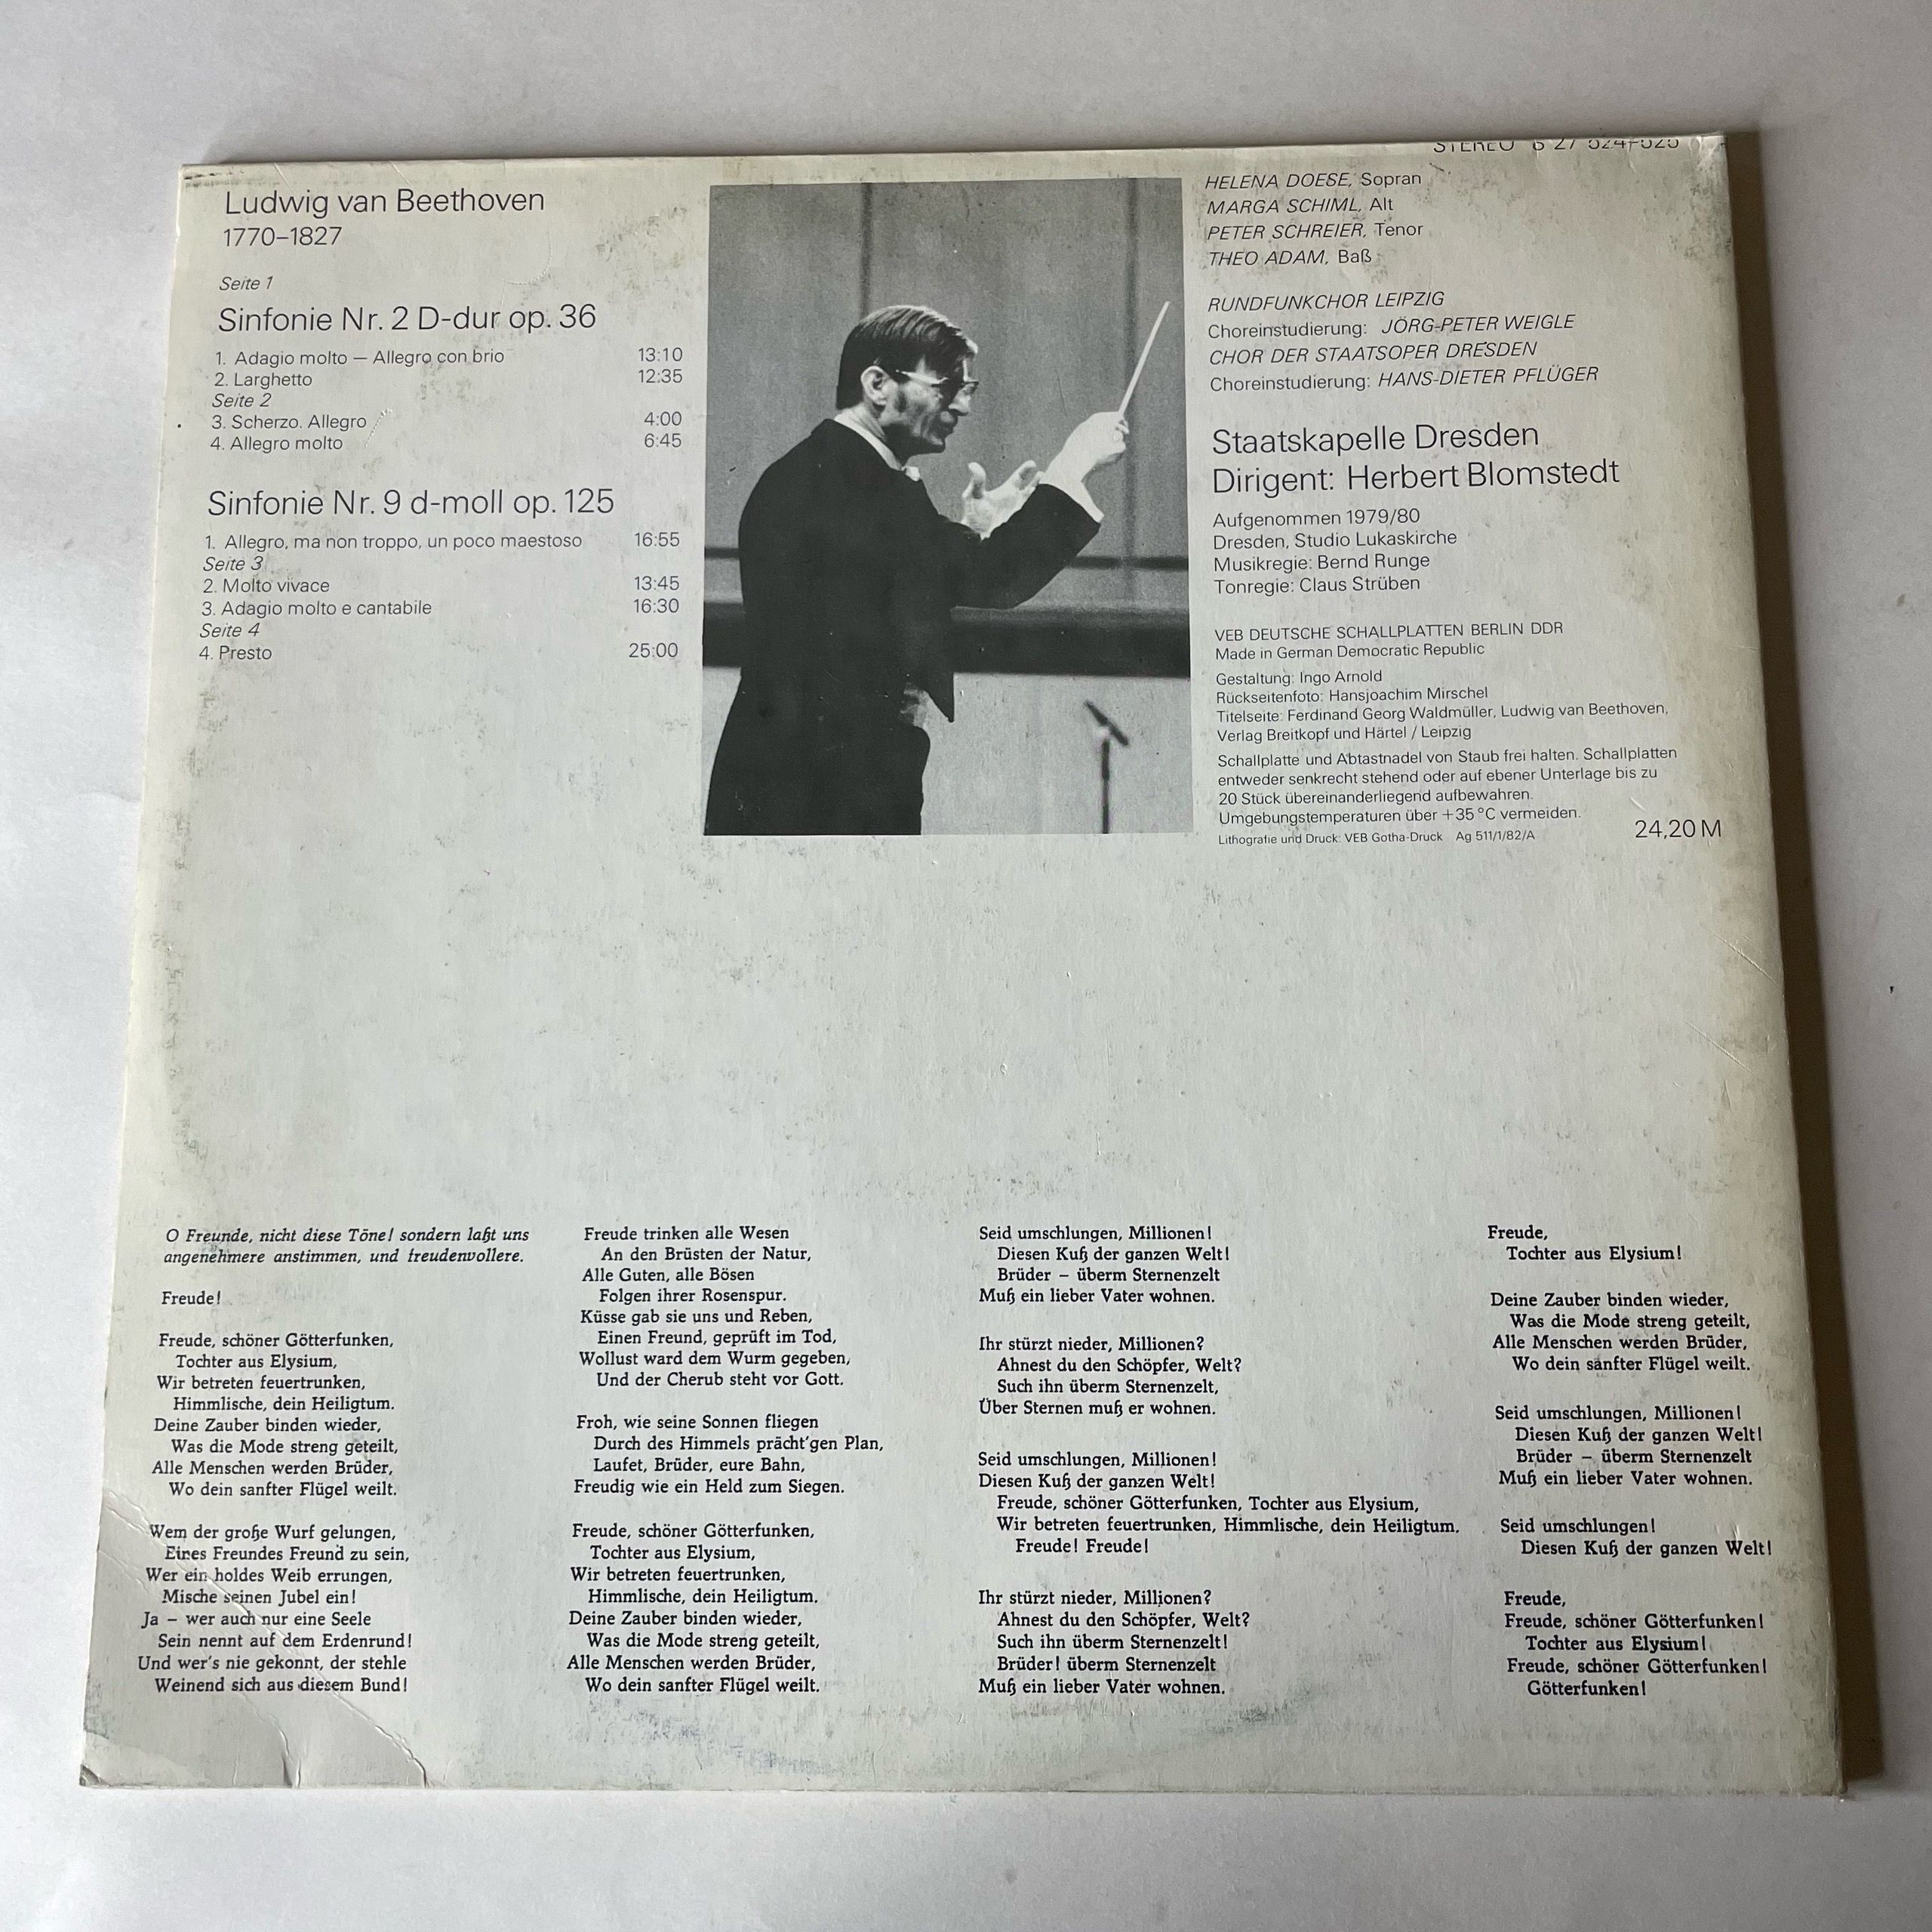 Ludwig van Beethoven
1770–1827
Seite 1
Sinfonie Nr. 2 D-dur op. 36
1. Adagio molto — Allegro con brio 13:10
2. Larghetto 12:35
Seite 2
3. Scherzo. Allegro 4:00
4. Allegro molto 6:45
Sinfonie Nr. 9 d-moll op. 125
1. Allegro, ma non troppo, un poco maestoso 16:55
Seite 3
2. Molto vivace 13:45
3. Adagio molto e cantabile 16:30
Seite 4
4. Presto 25:00
STEREO 8 27 524-525
HELENA DOESE, Sopran
MARGA SCHIML, Alt
PETER SCHREIER, Tenor
THEO ADAM, Baß
RUNDFUNKCHOR LEIPZIG
Choreinstudierung: JÖRG-PETER WEIGLE
CHOR DER STAATSOPER DRESDEN
Choreinstudierung: HANS-DIETER PFLÜGER
Staatskapelle Dresden
Dirigent: Herbert Blomstedt
Aufgenommen 1979/80
Dresden, Studio Lukaskirche
Musikregie: Bernd Runge
Tonregie: Claus Strüben
VEB DEUTSCHE SCHALLPLATTEN BERLIN DDR
Made in German Democratic Republic
Gestaltung: Ingo Arnold
Rückseitenfoto: Hansjoachim Mirschel
Titelseite: Ferdinand Georg Waldmüller, Ludwig van Beethoven,
Verlag Breitkopf und Härtel / Leipzig
Schallplatte und Abtastnadel von Staub frei halten. Schallplatten
entweder senkrecht stehend oder auf ebener Unterlage bis zu
20 Stück übereinanderliegend aufbewahren.
Umgebungstemperaturen über +35 °C vermeiden.
Lithografie und Druck: VEB Gotha-Druck Ag 511/1/82/A
24,20 M
O Freunde, nicht diese Töne! sondern laßt uns
angenehmere anstimmen, und freudenvollere.
Freude!
Freude, schöner Götterfunken,
Tochter aus Elysium,
Wir betreten feuertrunken,
Himmlische, dein Heiligtum.
Deine Zauber binden wieder,
Was die Mode streng geteilt,
Alle Menschen werden Brüder,
Wo dein sanfter Flügel weilt.
Wem der große Wurf gelungen,
Eines Freundes Freund zu sein,
Wer ein holdes Weib errungen,
Mische seinen Jubel ein!
Ja – wer auch nur eine Seele
Sein nennt auf dem Erdenrund!
Und wer's nie gekonnt, der stehle
Weinend sich aus diesem Bund!
Freude trinken alle Wesen
An den Brüsten der Natur,
Alle Guten, alle Bösen
Folgen ihrer Rosenspur.
Küsse gab sie uns und Reben,
Einen Freund, geprüft im Tod,
Wollust ward dem Wurm gegeben,
Und der Cherub steht vor Gott.
Froh, wie seine Sonnen fliegen
Durch des Himmels prächt'gen Plan,
Laufet, Brüder, eure Bahn,
Freudig wie ein Held zum Siegen.
Freude, schöner Götterfunken,
Tochter aus Elysium,
Wir betreten feuertrunken,
Himmlische, dein Heiligtum.
Deine Zauber binden wieder,
Was die Mode streng geteilt,
Alle Menschen werden Brüder,
Wo dein sanfter Flügel weilt.
Seid umschlungen, Millionen!
Diesen Kuß der ganzen Welt!
Brüder – überm Sternenzelt
Muß ein lieber Vater wohnen.
Ihr stürzt nieder, Millionen?
Ahnest du den Schöpfer, Welt?
Such ihn überm Sternenzelt,
Über Sternen muß er wohnen.
Seid umschlungen, Millionen!
Diesen Kuß der ganzen Welt!
Freude, schöner Götterfunken, Tochter aus Elysium,
Wir betreten feuertrunken, Himmlische, dein Heiligtum.
Freude! Freude!
Ihr stürzt nieder, Millionen?
Ahnest du den Schöpfer, Welt?
Such ihn überm Sternenzelt!
Brüder! überm Sternenzelt
Muß ein lieber Vater wohnen.
Freude,
Tochter aus Elysium!
Deine Zauber binden wieder,
Was die Mode streng geteilt,
Alle Menschen werden Brüder,
Wo dein sanfter Flügel weilt.
Seid umschlungen, Millionen!
Diesen Kuß der ganzen Welt!
Brüder – überm Sternenzelt
Muß ein lieber Vater wohnen.
Seid umschlungen!
Diesen Kuß der ganzen Welt!
Freude,
Freude, schöner Götterfunken!
Tochter aus Elysium!
Freude, schöner Götterfunken!
Götterfunken!